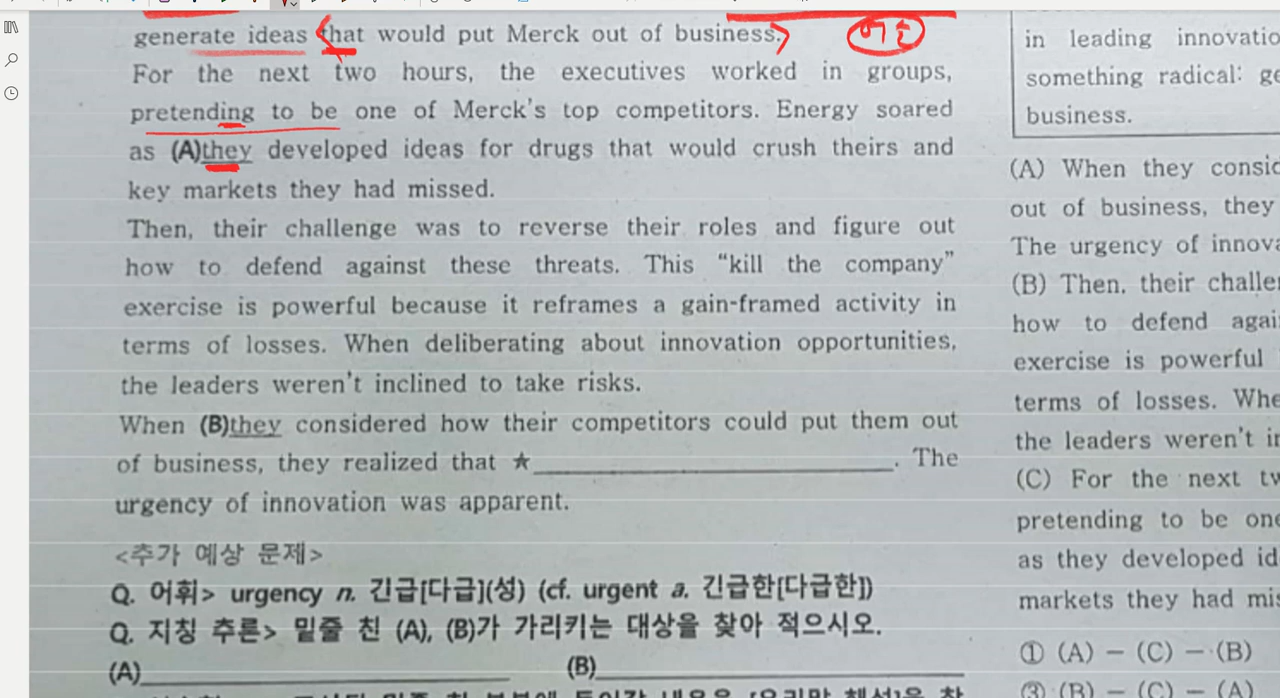 generate ideas that would put Merck out of business.
어순
For the next two hours, the executives worked in groups,
pretending to be one of Merck's top competitors. Energy soared
as (A)they developed ideas for drugs that would crush theirs and
key markets they had missed.
Then, their challenge was to reverse their roles and figure out
how to defend against these threats. This “kill the company”
exercise is powerful because it reframes a gain-framed activity in
terms of losses. When deliberating about innovation opportunities,
the leaders weren't inclined to take risks.
When (B)they considered how their competitors could put them out
of business, they realized that ★____________________. The
urgency of innovation was apparent.
<추가 예상 문제>
Q. 어휘> urgency n. 긴급[다급](성) (cf. urgent a. 긴급한[다급한])
Q. 지칭 추론> 밑줄 친 (A), (B)가 가리키는 대상을 찾아 적으시오.
(A)____________________ (B)____________________
in leading innovatio
something radical: ge
business.
(A) When they consid
out of business, they
The urgency of innova
(B) Then, their challe
how to defend agai
exercise is powerful
terms of losses. Whe
the leaders weren't in
(C) For the next tw
pretending to be one
as they developed id
markets they had mis
① (A) - (C) - (B)
③ (B) - (C) - (A)